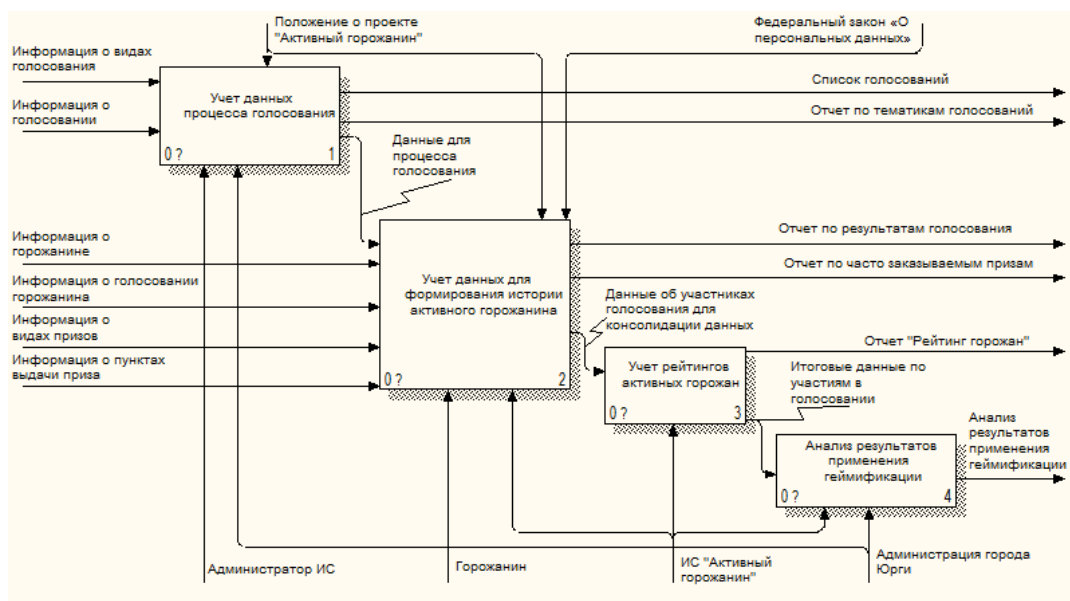 Положение о проекте
"Активный горожанин"
Федеральный закон «О
персональных данных»
Информация о видах
голосования
Информация о
голосовании
Учет данных
процесса голосования
0 ?
1
Список голосований
Отчет по тематикам голосований
Данные для
процесса
голосования
Информация о
горожанине
Информация о голосовании
горожанина
Информация о
видах призов
Информация о пунктах
выдачи приза
Учет данных для
формирования истории
активного горожанина
0 ?
2
Отчет по результатам голосования
Отчет по часто заказываемым призам
Данные об участниках
голосования для
консолидации данных
Учет рейтингов
активных горожан
0 ?
3
Отчет "Рейтинг горожан"
Итоговые данные по
участиям в
голосовании
Анализ результатов
применения
геймификации
0 ?
4
Анализ
результатов
применения
геймификации
Администратор ИС
Горожанин
ИС "Активный
горожанин"
Администрация города
Юрги